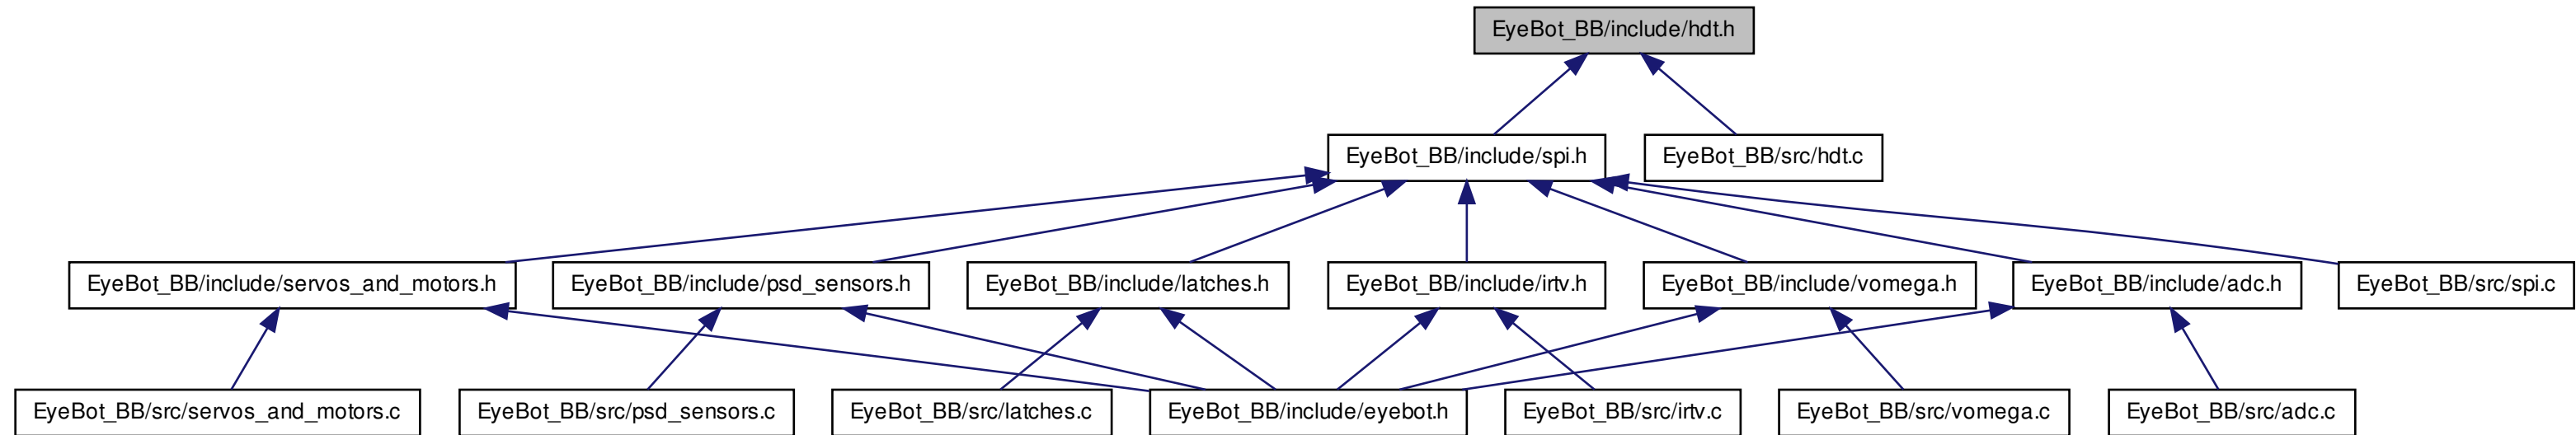 EyeBot_BB/include/hdt.h
EyeBot_BB/include/spi.h
EyeBot_BB/src/hdt.c
EyeBot_BB/include/servos_and_motors.h
EyeBot_BB/include/psd_sensors.h
EyeBot_BB/include/latches.h
EyeBot_BB/include/irtv.h
EyeBot_BB/include/vomega.h
EyeBot_BB/include/adc.h
EyeBot_BB/src/spi.c
EyeBot_BB/src/servos_and_motors.c
EyeBot_BB/src/psd_sensors.c
EyeBot_BB/src/latches.c
EyeBot_BB/include/eyebot.h
EyeBot_BB/src/irtv.c
EyeBot_BB/src/vomega.c
EyeBot_BB/src/adc.c